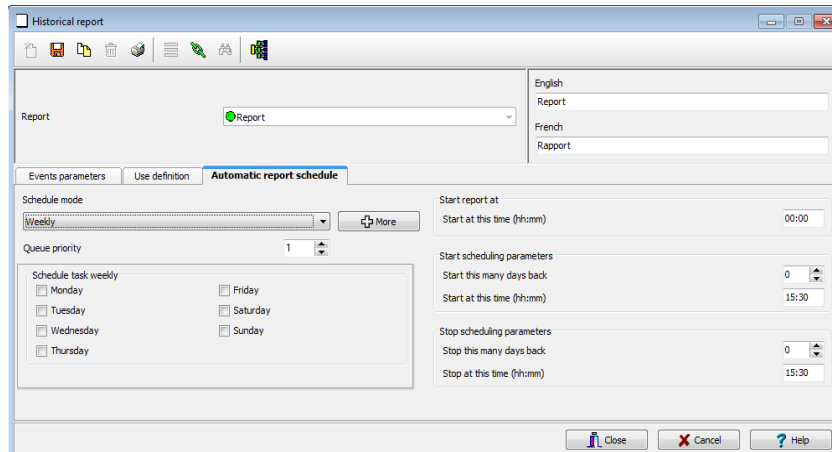 Historical report
English
Report
Report
Report
French
Rapport
Events parameters
Use definition
Automatic report schedule
Schedule mode
Weekly
More
Queue priority
1
Schedule task weekly
Monday
Friday
Tuesday
Saturday
Wednesday
Sunday
Thursday
Start report at
Start at this time (hh:mm)
00:00
Start scheduling parameters
Start this many days back
0
Start at this time (hh:mm)
15:30
Stop scheduling parameters
Stop this many days back
0
Stop at this time (hh:mm)
15:30
Close
Cancel
Help